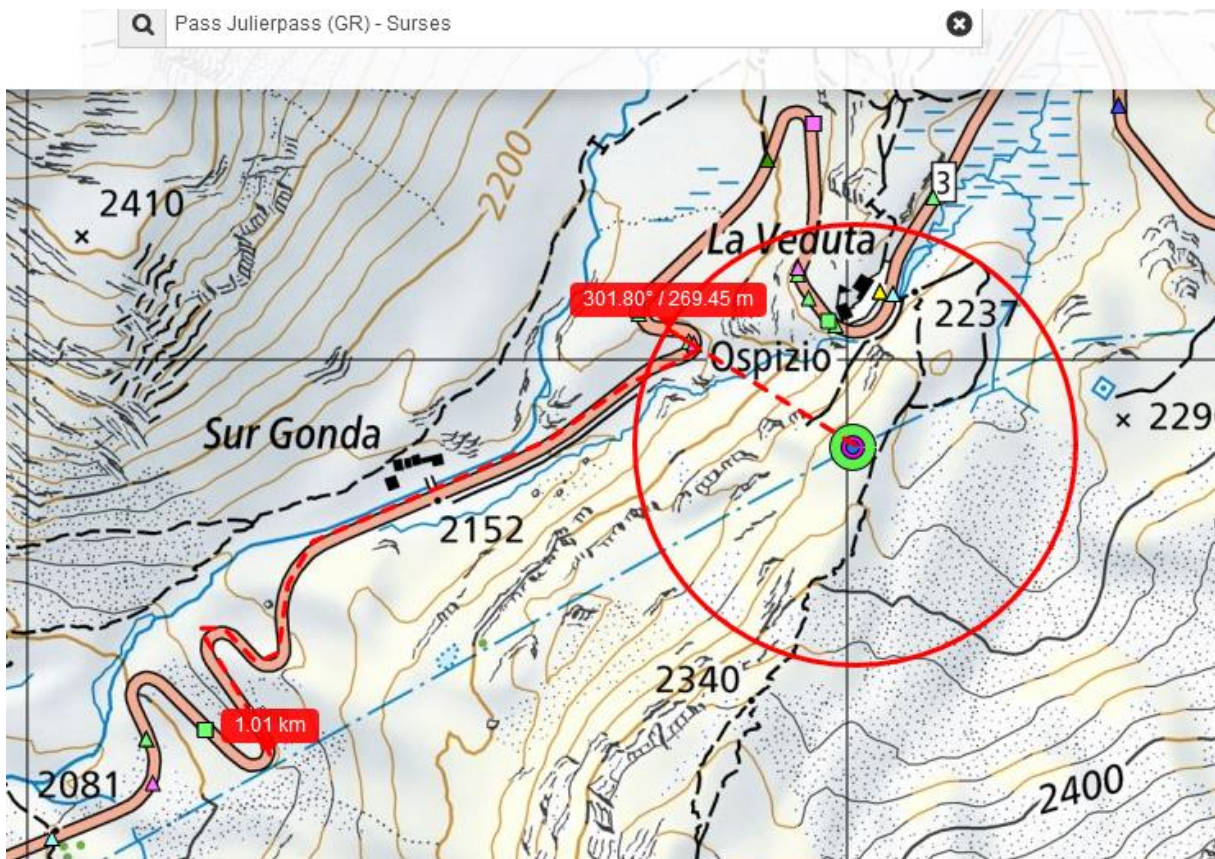 Pass Julierpass (GR) - Surses
2200
2410
3
La Veduta
301.80° / 269.45 m
2237
Ospizio
229
Sur Gonda
2152
2340
1.01 km
2081
2400